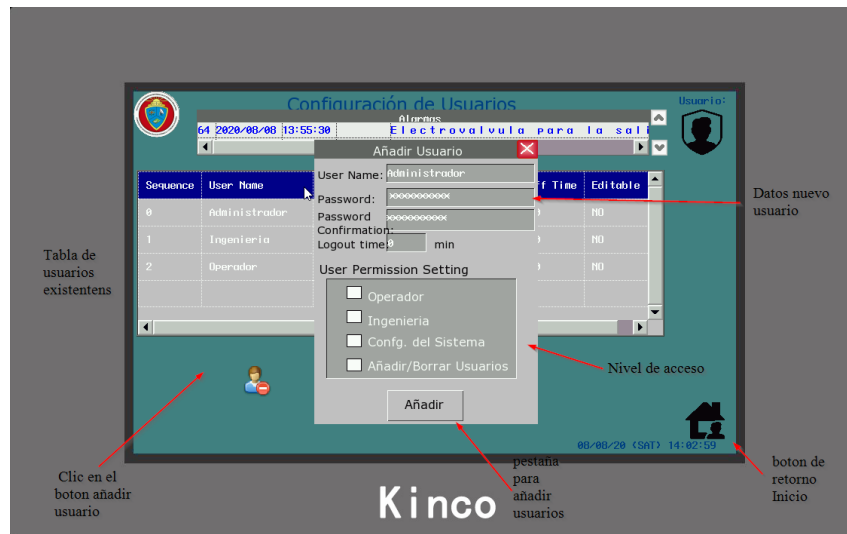 Configuración de Usuarios
Usuario:
Alarmas
64 2020/08/08 13:55:30 Electrovalvula para la sali
Añadir Usuario
User Name: Administrador
Password: xxxxxxxxxx
Password Confirmation: xxxxxxxxxx
Logout time, 0 min
User Permission Setting
Operador
Ingenieria
Confg. del Sistema
Añadir/Borrar Usuarios
Añadir
Sequence User Name ff Time Editable
0 Administrador NO
1 Ingenieria NO
2 Operador NO
08/08/20 (SAT) 14:02:59
Kinco
Datos nuevo
usuario
Tabla de
usuarios
existentens
Nivel de acceso
Clic en el
boton añadir
usuario
pestaña
para
añadir
usuarios
boton de
retorno
Inicio